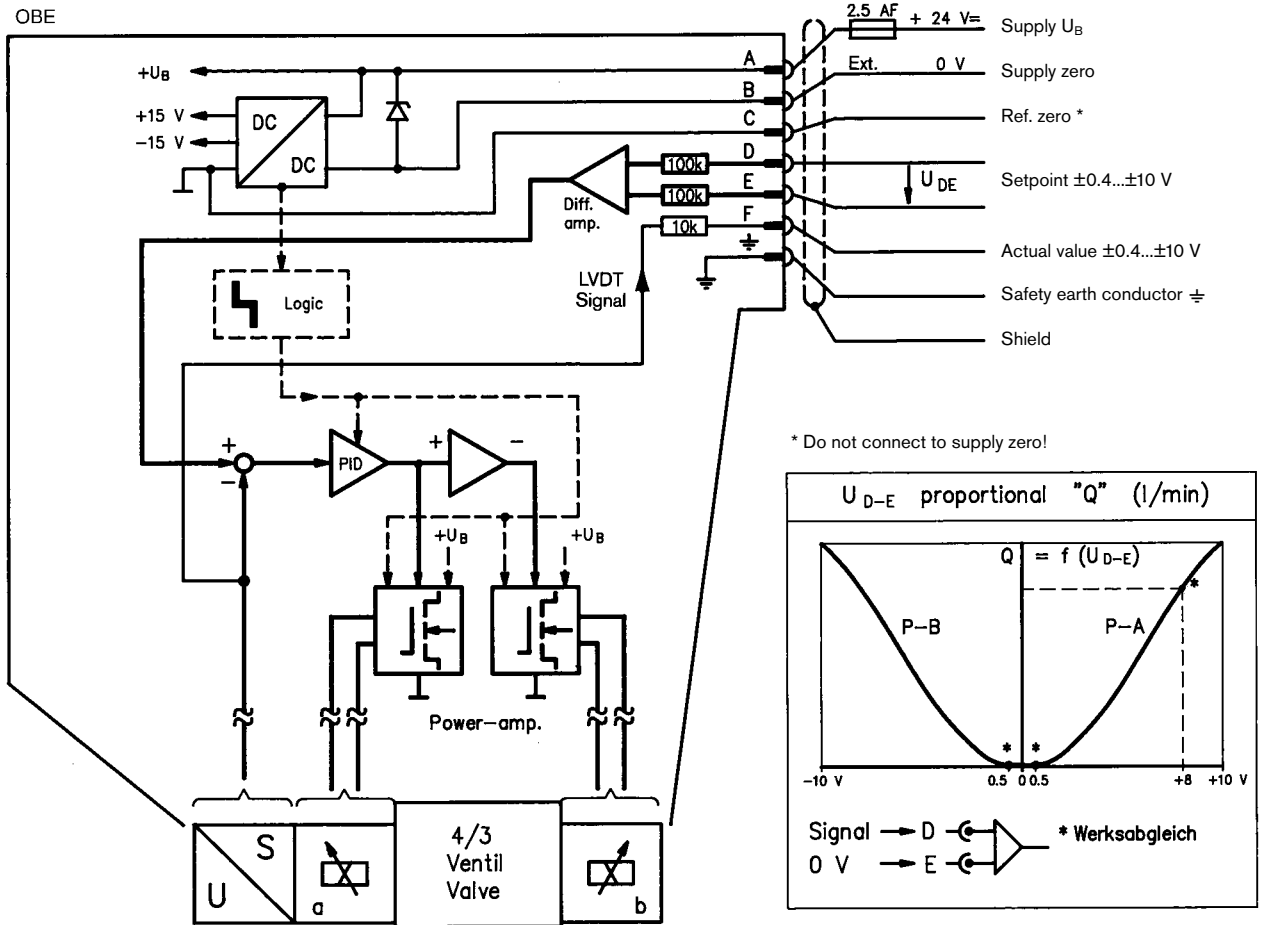 OBE
2.5 AF + 24 V=
Supply U_B
+U_B
A
Ext. 0 V
Supply zero
B
+15 V
DC
C
Ref. zero *
−15 V
DC
100k
D
100k
E
U DE
Setpoint ±0.4...±10 V
Diff. amp.
10k
F
Actual value ±0.4...±10 V
LVDT Signal
Safety earth conductor
Logic
Shield
+
−
PID
+ −
* Do not connect to supply zero!
+U_B
+U_B
Power-amp.
U S
a
4/3
Ventil
Valve
b
U D-E proportional "Q" (l/min)
Q = f (U D-E)
*
P-B
P-A
*
*
-10 V
0.5 0 0.5
+8
+10 V
Signal D
* Werksabgleich
0 V E